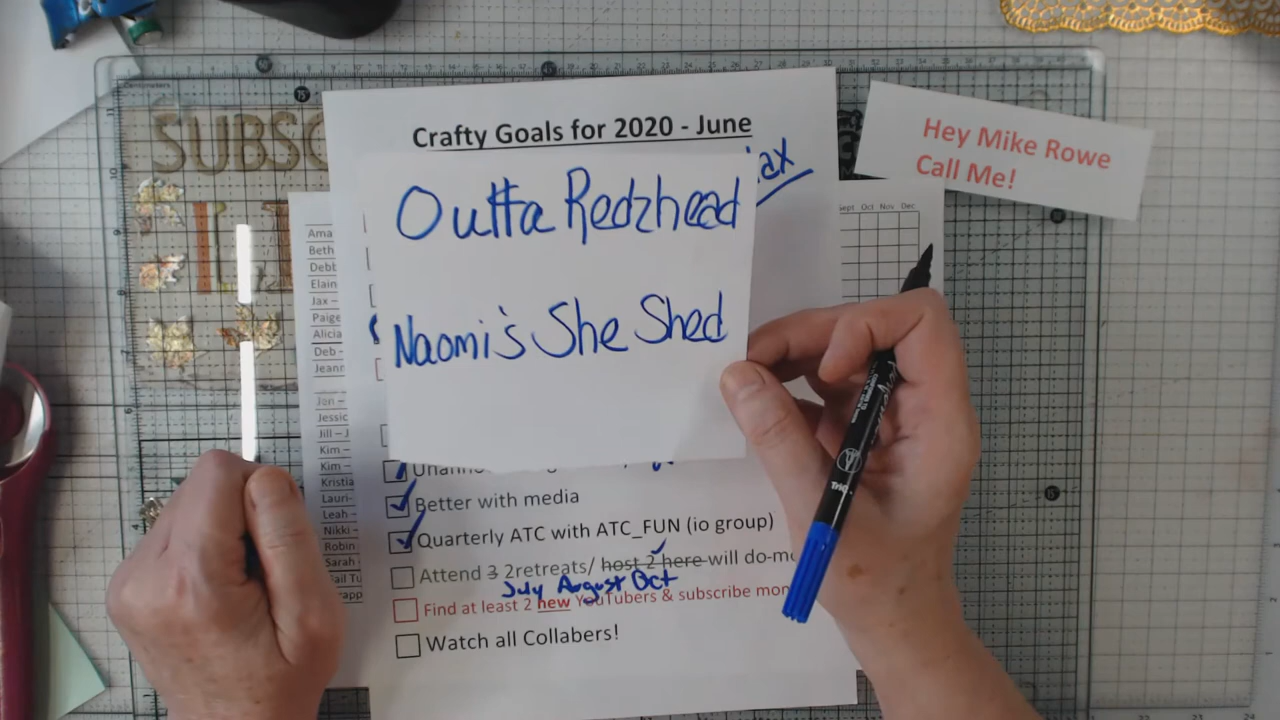 SUBSC
Crafty Goals for 2020 - June
Hey Mike Rowe
Call Me!
Outta Redzhead
Naomi's She Shed
Sept Oct Nov Dec
Ama
Beth
Debb
Elain
Jax –
Paige
Alicia
Deb -
Jeann
Jon –
Jessic
Jill – J
Kim –
Kim –
Kristia
Lauri-
Leah –
Nikki -
Robin
Sarah
Better with media
Quarterly ATC with ATC_FUN (io group)
Attend 3 2retreats/ host 2 here will do-m
July August Oct
Find at least 2 new YouTubers & subscribe mon
Watch all Collabers!